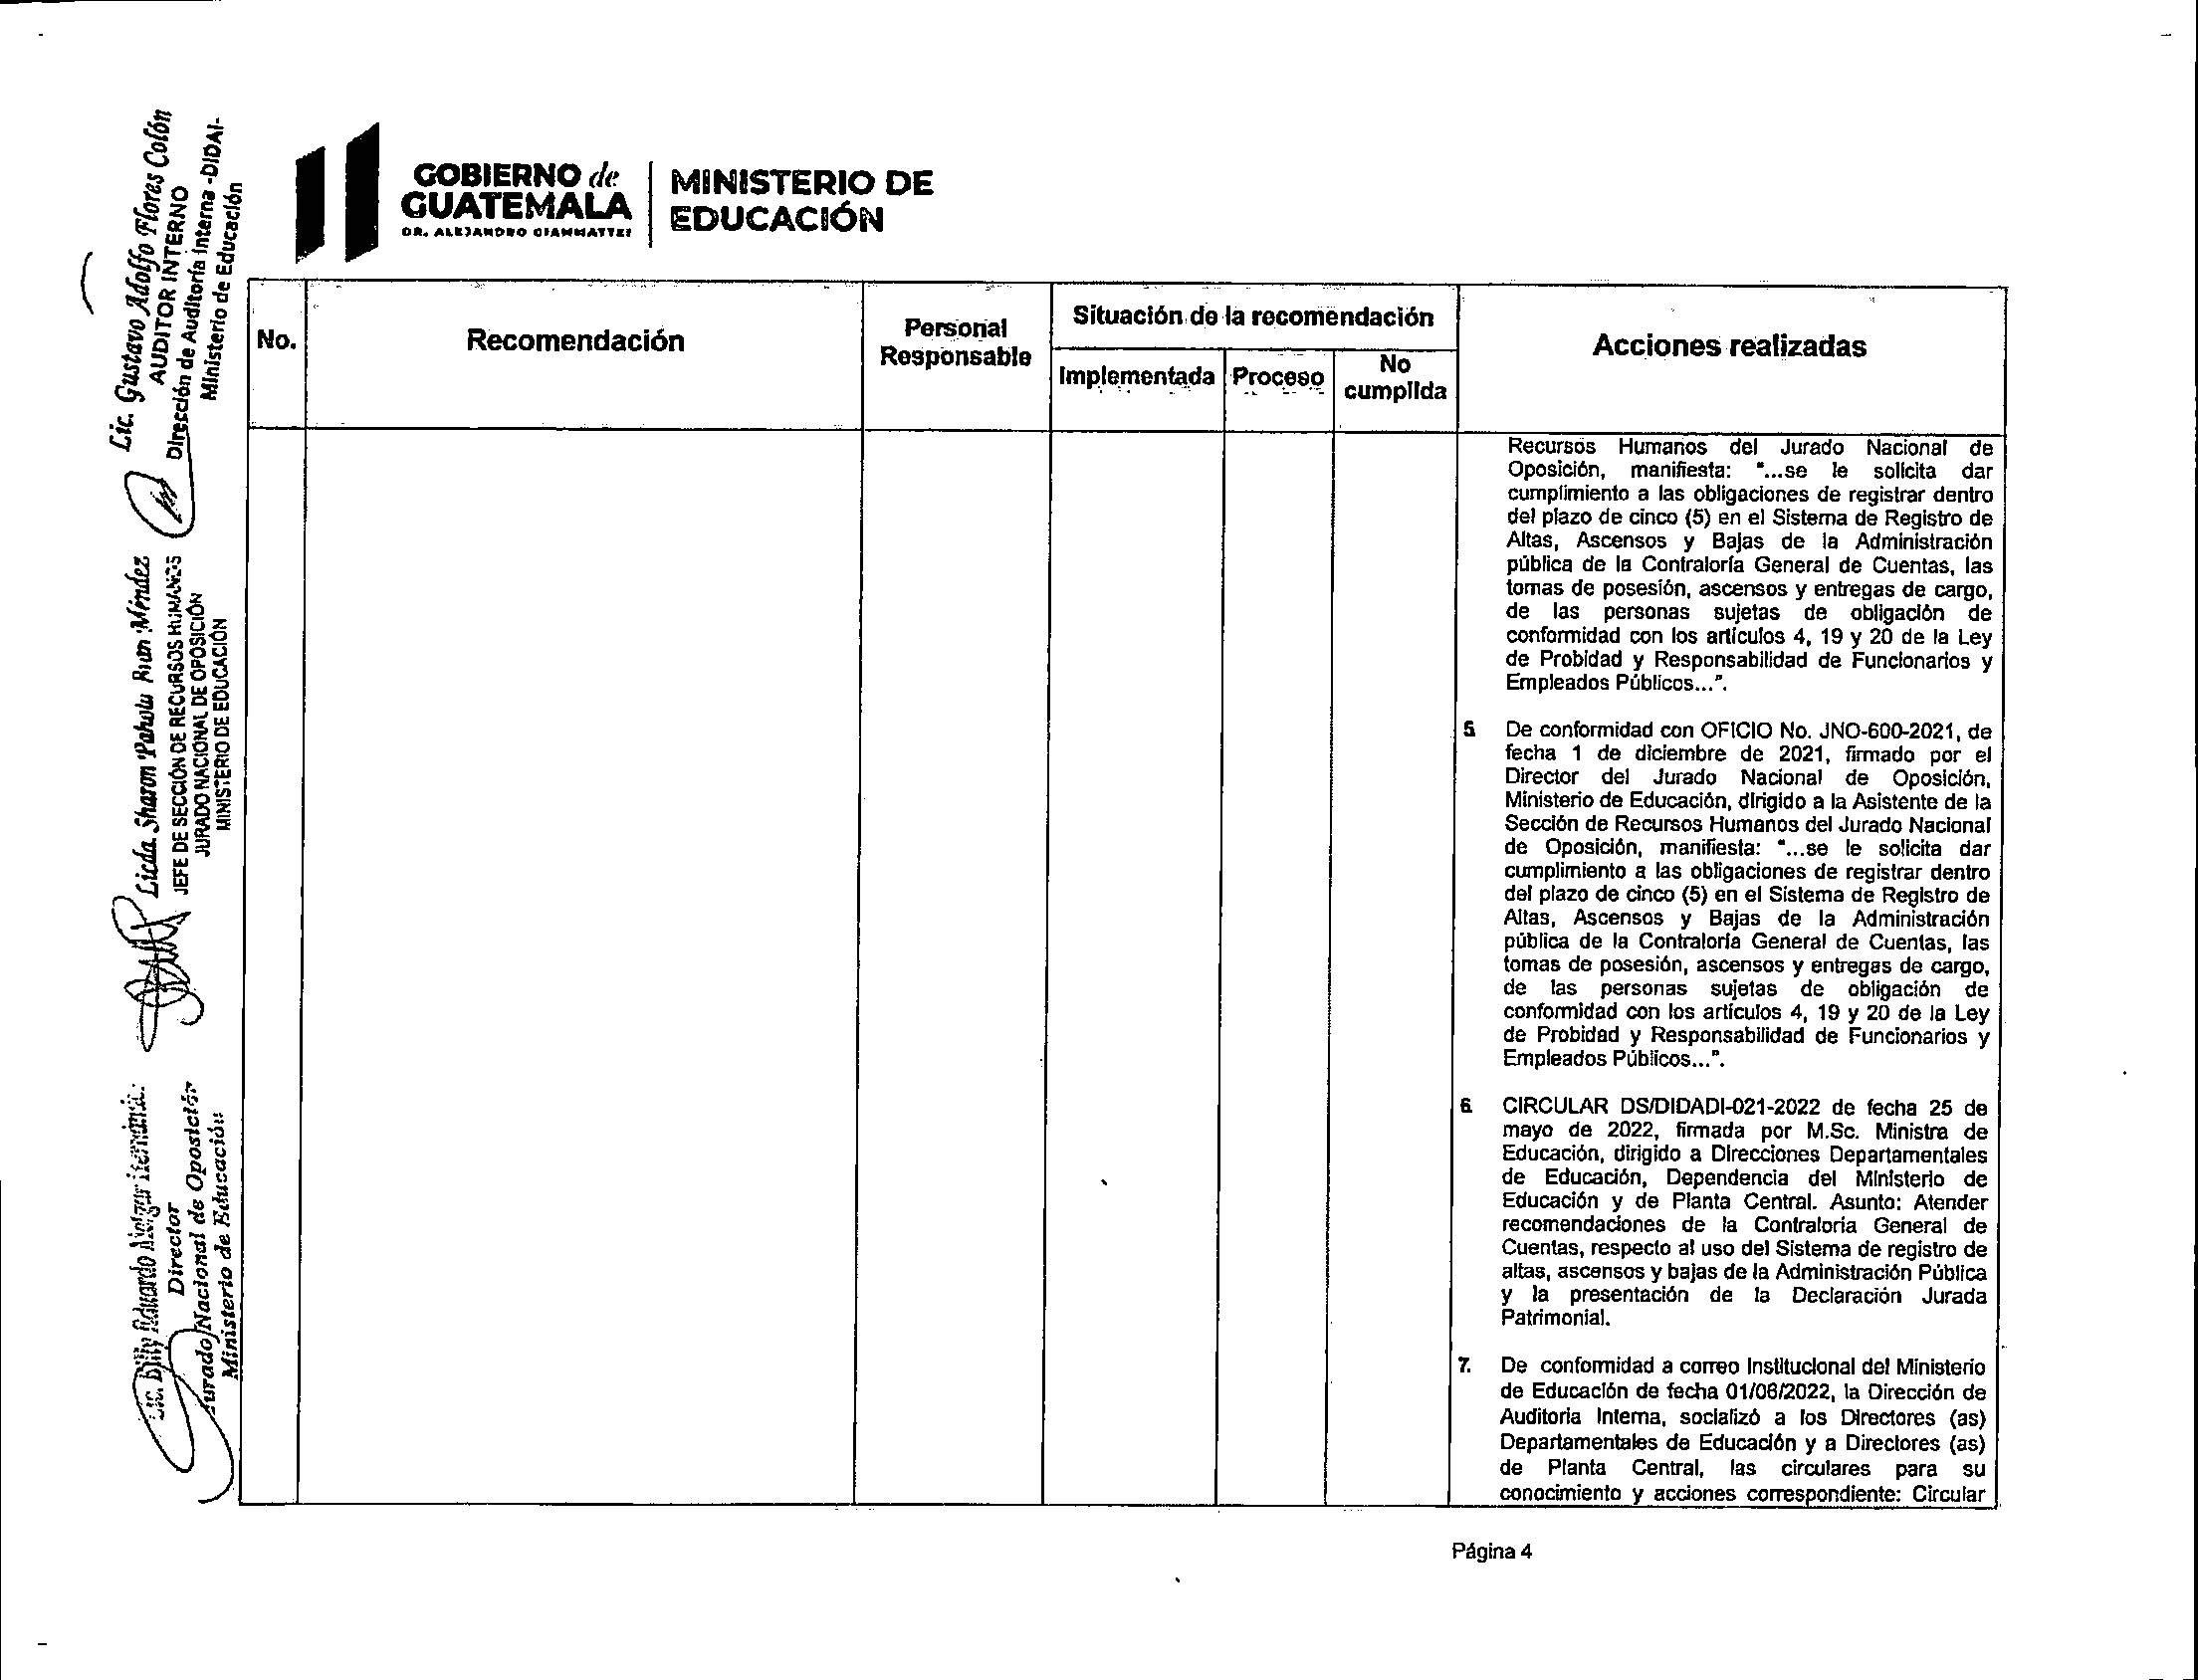 GOBIERNO de
GUATEMALA
DR. ALEJANDRO GIAMMATTEI
MINISTERIO DE
EDUCACIÓN
Lic. Gustavo Adolfo Flores Colón
AUDITOR INTERNO
Dirección de Auditoría Interna -DIDAI-
Ministerio de Educación
Licda. Sharon Méndez
JEFE DE SECCIÓN DE RECURSOS HUMANOS
JURADO NACIONAL DE OPOSICIÓN
MINISTERIO DE EDUCACIÓN
Lic. Eduardo
Director
Jurado Nacional de Oposición
Ministerio de Educación
No.
Recomendación
Personal
Responsable
Situación de la recomendación
Implementada
Proceso
No
cumplida
Acciones realizadas
Recursos Humanos del Jurado Nacional de
Oposición, manifiesta: "...se le solicita dar
cumplimiento a las obligaciones de registrar dentro
del plazo de cinco (5) en el Sistema de Registro de
Altas, Ascensos y Bajas de la Administración
pública de la Contraloría General de Cuentas, las
tomas de posesión, ascensos y entregas de cargo,
de las personas sujetas de obligación de
conformidad con los artículos 4, 19 y 20 de la Ley
de Probidad y Responsabilidad de Funcionarios y
Empleados Públicos...".
5. De conformidad con OFICIO No. JNO-600-2021, de
fecha 1 de diciembre de 2021, firmado por el
Director del Jurado Nacional de Oposición,
Ministerio de Educación, dirigido a la Asistente de la
Sección de Recursos Humanos del Jurado Nacional
de Oposición, manifiesta: "...se le solicita dar
cumplimiento a las obligaciones de registrar dentro
del plazo de cinco (5) en el Sistema de Registro de
Altas, Ascensos y Bajas de la Administración
pública de la Contraloría General de Cuentas, las
tomas de posesión, ascensos y entregas de cargo,
de las personas sujetas de obligación de
conformidad con los artículos 4, 19 y 20 de la Ley
de Probidad y Responsabilidad de Funcionarios y
Empleados Públicos...".
6. CIRCULAR DS/DIDADI-021-2022 de fecha 25 de
mayo de 2022, firmada por M.Sc. Ministra de
Educación, dirigido a Direcciones Departamentales
de Educación, Dependencia del Ministerio de
Educación y de Planta Central. Asunto: Atender
recomendaciones de la Contraloría General de
Cuentas, respecto al uso del Sistema de registro de
altas, ascensos y bajas de la Administración Pública
y la presentación de la Declaración Jurada
Patrimonial.
7. De conformidad a correo Institucional del Ministerio
de Educación de fecha 01/06/2022, la Dirección de
Auditoria Interna, socializó a los Directores (as)
Departamentales de Educación y a Directores (as)
de Planta Central, las circulares para su
conocimiento y acciones correspondiente: Circular
Página 4